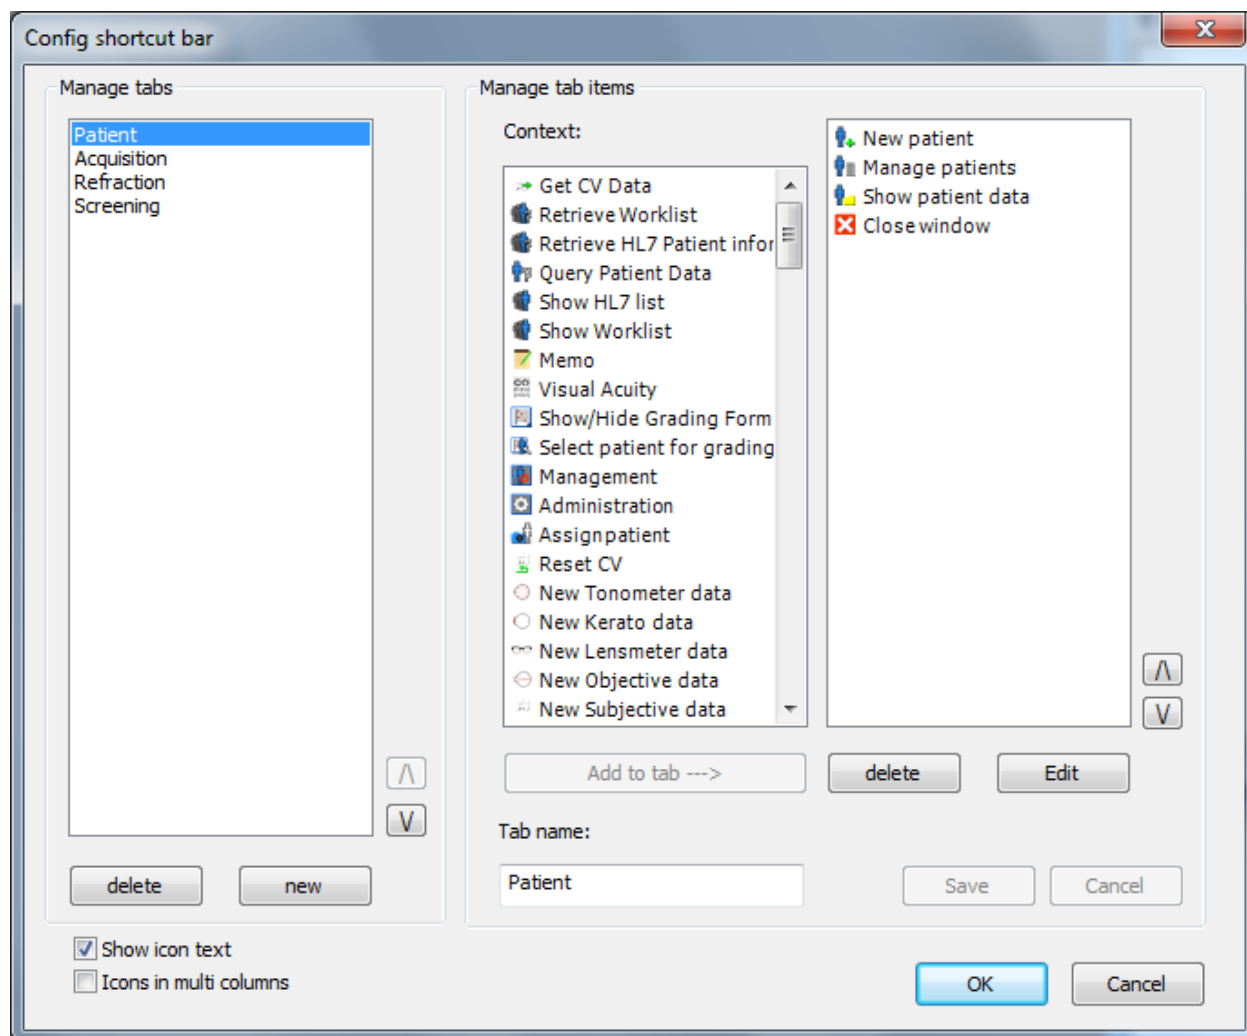 Config shortcut bar
Manage tabs
Patient
Acquisition
Refraction
Screening
/\
V
delete
new
Manage tab items
Context:
Get CV Data
Retrieve Worklist
Retrieve HL7 Patient infor
Query Patient Data
Show HL7 list
Show Worklist
Memo
Visual Acuity
Show/Hide Grading Form
Select patient for grading
Management
Administration
Assignpatient
Reset CV
New Tonometer data
New Kerato data
New Lensmeter data
New Objective data
New Subjective data
New patient
Manage patients
Show patient data
Close window
/\
V
Add to tab --->
delete
Edit
Tab name:
Patient
Save
Cancel
Show icon text
Icons in multi columns
OK
Cancel